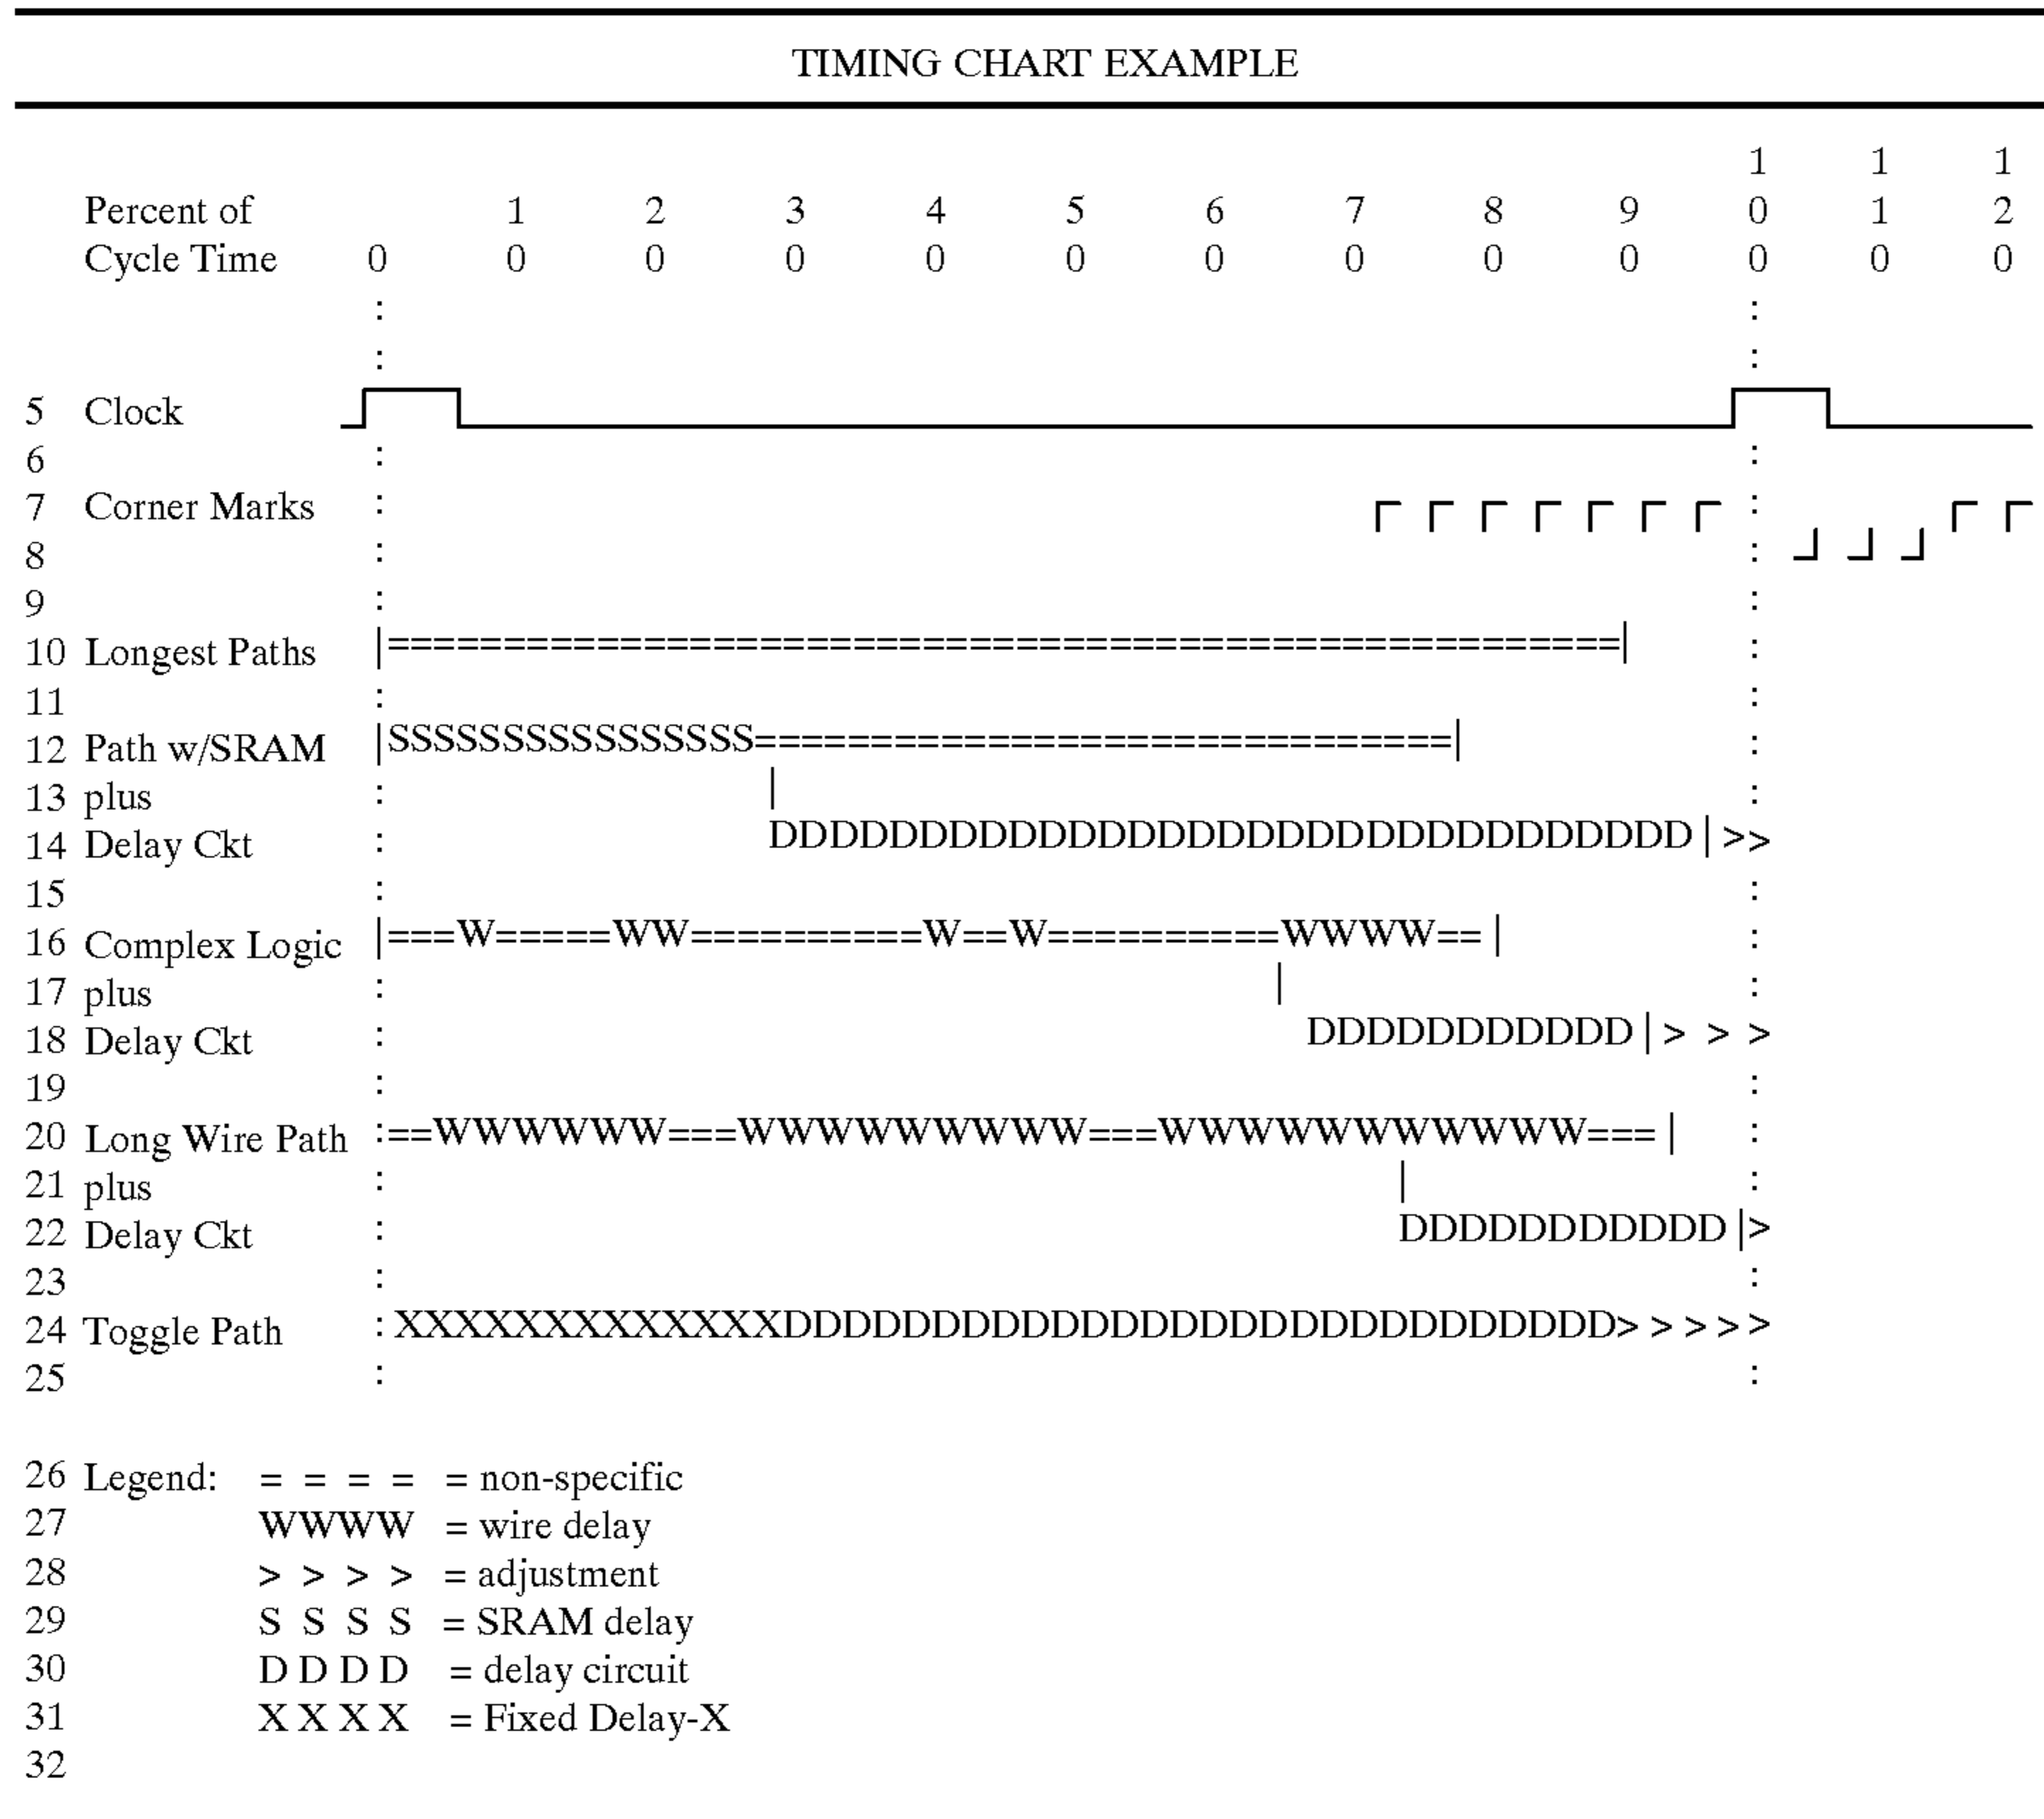 TIMING CHART EXAMPLE
1 1 1
Percent of 1 2 3 4 5 6 7 8 9 0 1 2
Cycle Time 0 0 0 0 0 0 0 0 0 0 0 0 0
: :
: :
5 Clock
6 : :
7 Corner Marks : :
8 : :
9 : :
10 Longest Paths |=====================================================| :
11 : :
12 Path w/SRAM |SSSSSSSSSSSSSSSS==============================| :
13 plus : | :
14 Delay Ckt : DDDDDDDDDDDDDDDDDDDDDDDDDDDDDDD |>>
15 : :
16 Complex Logic |===W=====WW==========W==W==========WWWW== | :
17 plus : | :
18 Delay Ckt : DDDDDDDDDDD |> > >
19 : :
20 Long Wire Path :==WWWWWW===WWWWWWWWW===WWWWWWWWWWW=== | :
21 plus : | :
22 Delay Ckt : DDDDDDDDDDD |>
23 : :
24 Toggle Path : XXXXXXXXXXXXXDDDDDDDDDDDDDDDDDDDDDDDDDDDD> > > > >
25 : :
26 Legend: = = = = = non-specific
27 WWWW = wire delay
28 > > > > = adjustment
29 S S S S = SRAM delay
30 D D D D = delay circuit
31 X X X X = Fixed Delay-X
32